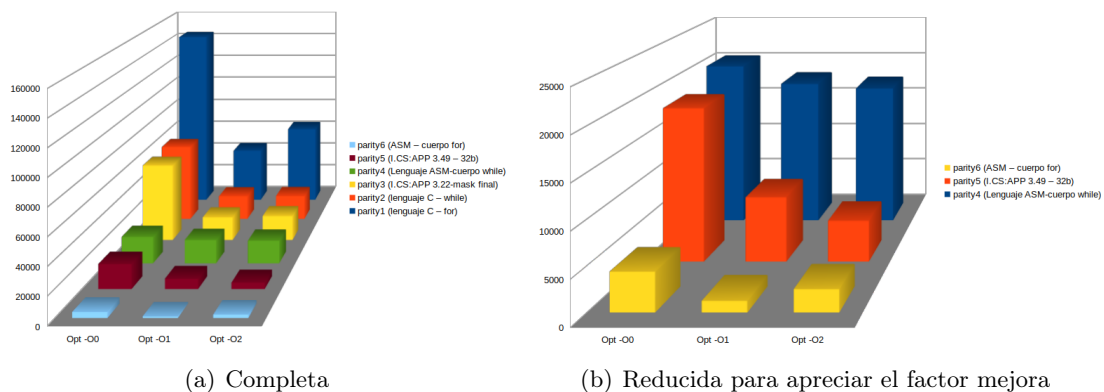 160000
140000
120000
100000
80000
60000
40000
20000
0
Opt -O0
Opt -O1
Opt -O2
parity6 (ASM – cuerpo for)
parity5 (I.CS:APP 3.49 – 32b)
parity4 (Lenguaje ASM-cuerpo while)
parity3 (I.CS:APP 3.22-mask final)
parity2 (lenguaje C – while)
parity1 (lenguaje C – for)
(a) Completa
25000
20000
15000
10000
5000
0
Opt -O0
Opt -O1
Opt -O2
parity6 (ASM – cuerpo for)
parity5 (I.CS:APP 3.49 – 32b)
parity4 (Lenguaje ASM-cuerpo while)
(b) Reducida para apreciar el factor mejora